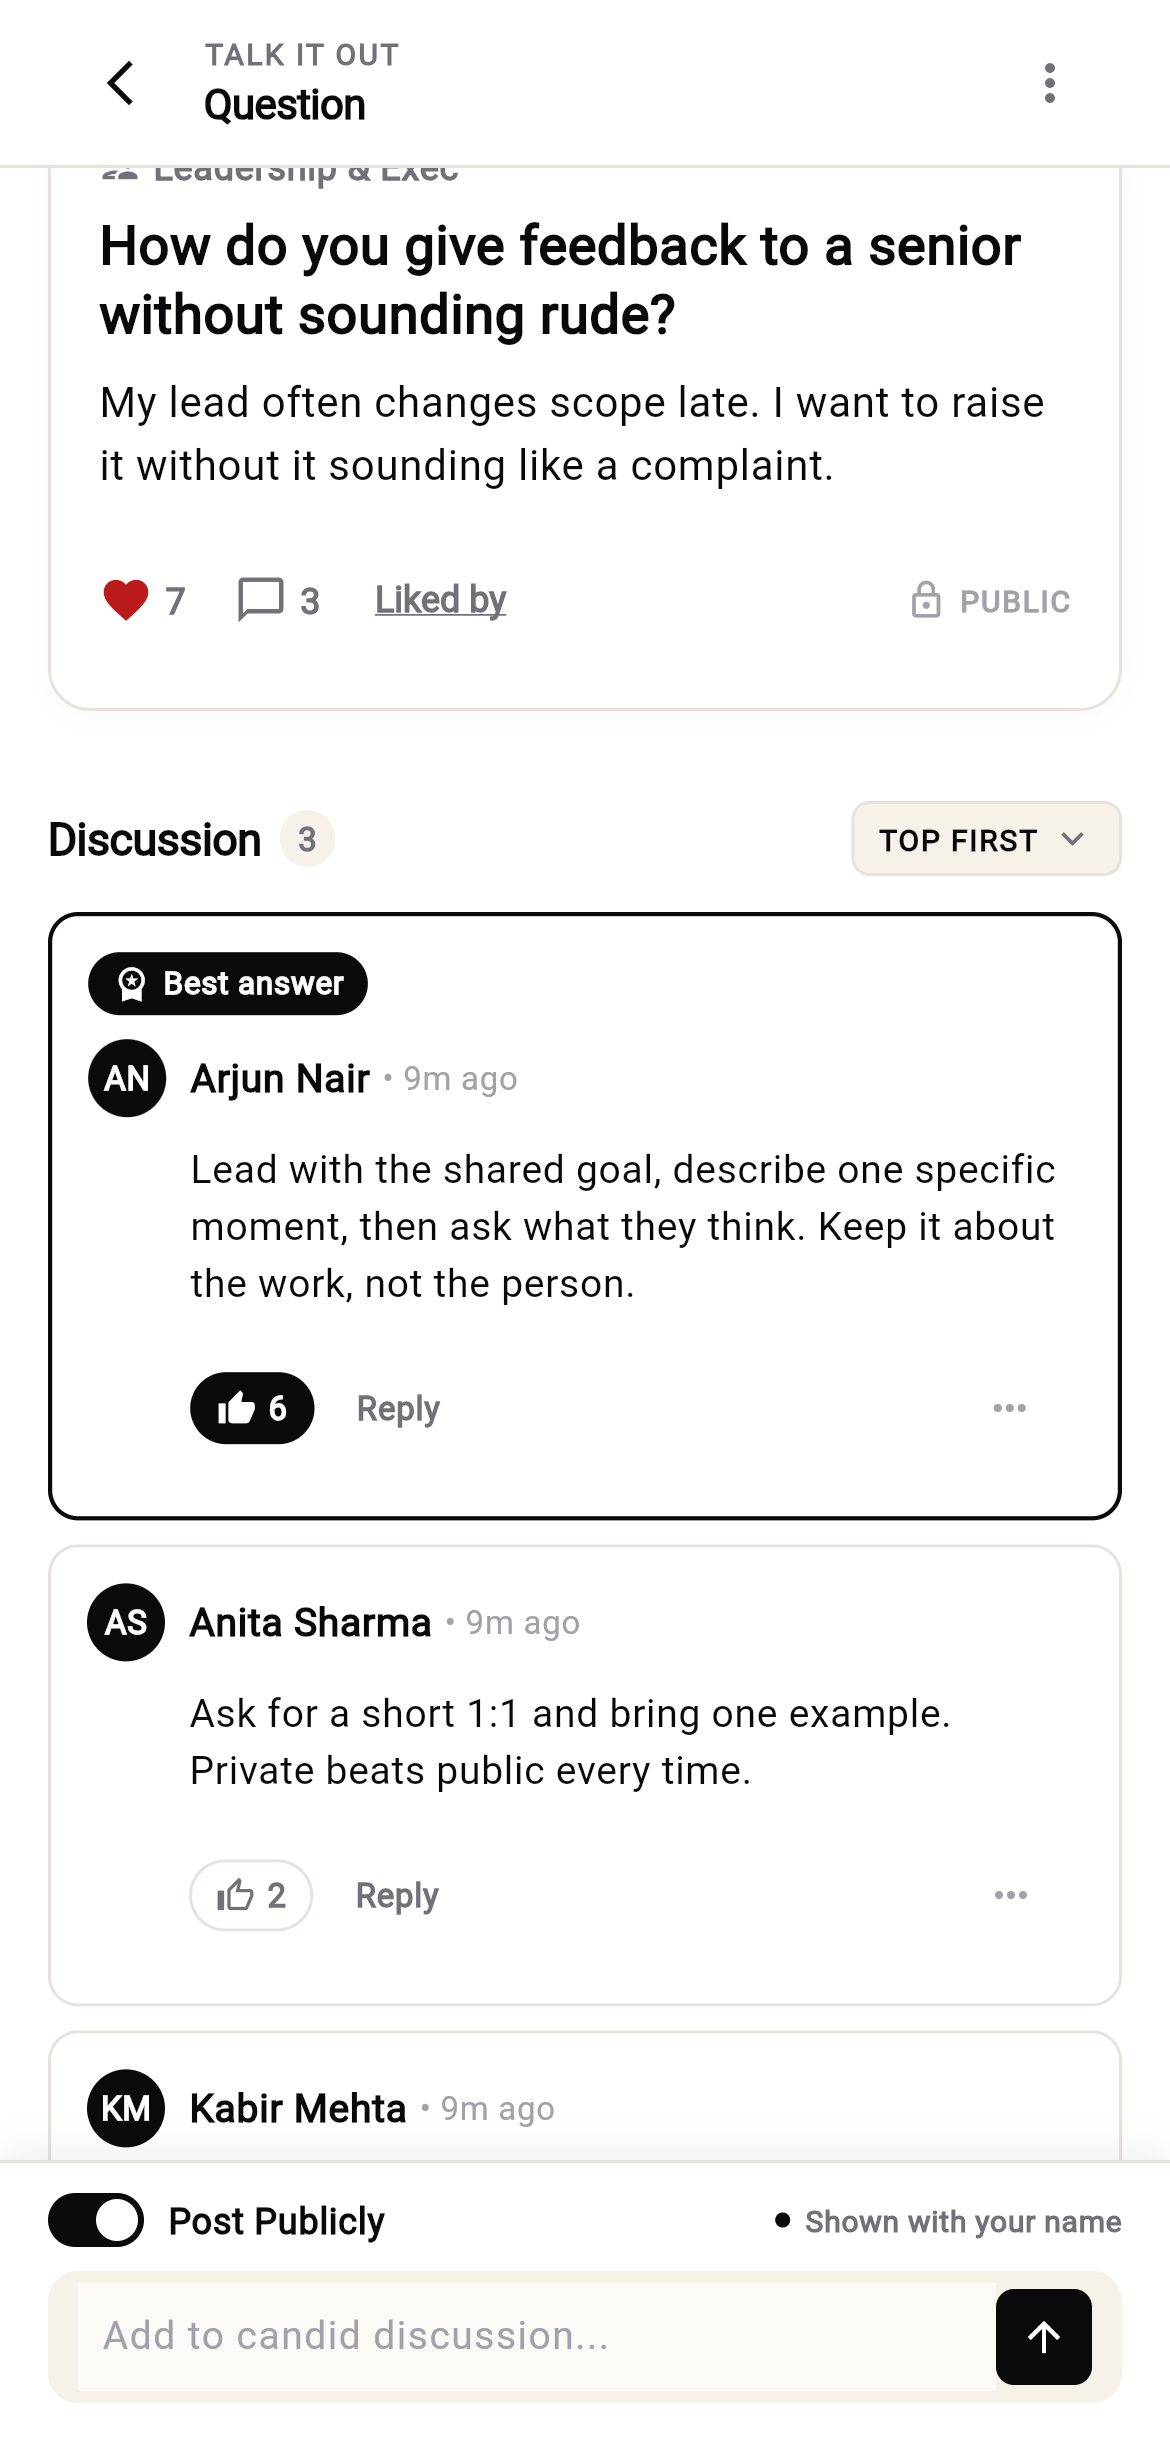 TALK IT OUT
Question
Leadership & Exec
How do you give feedback to a senior
without sounding rude?
My lead often changes scope late. I want to raise
it without it sounding like a complaint.
7 3 Liked by PUBLIC
Discussion 3 TOP FIRST
Best answer
AN Arjun Nair • 9m ago
Lead with the shared goal, describe one specific
moment, then ask what they think. Keep it about
the work, not the person.
6 Reply
AS Anita Sharma • 9m ago
Ask for a short 1:1 and bring one example.
Private beats public every time.
2 Reply
KM Kabir Mehta • 9m ago
Post Publicly • Shown with your name
Add to candid discussion...